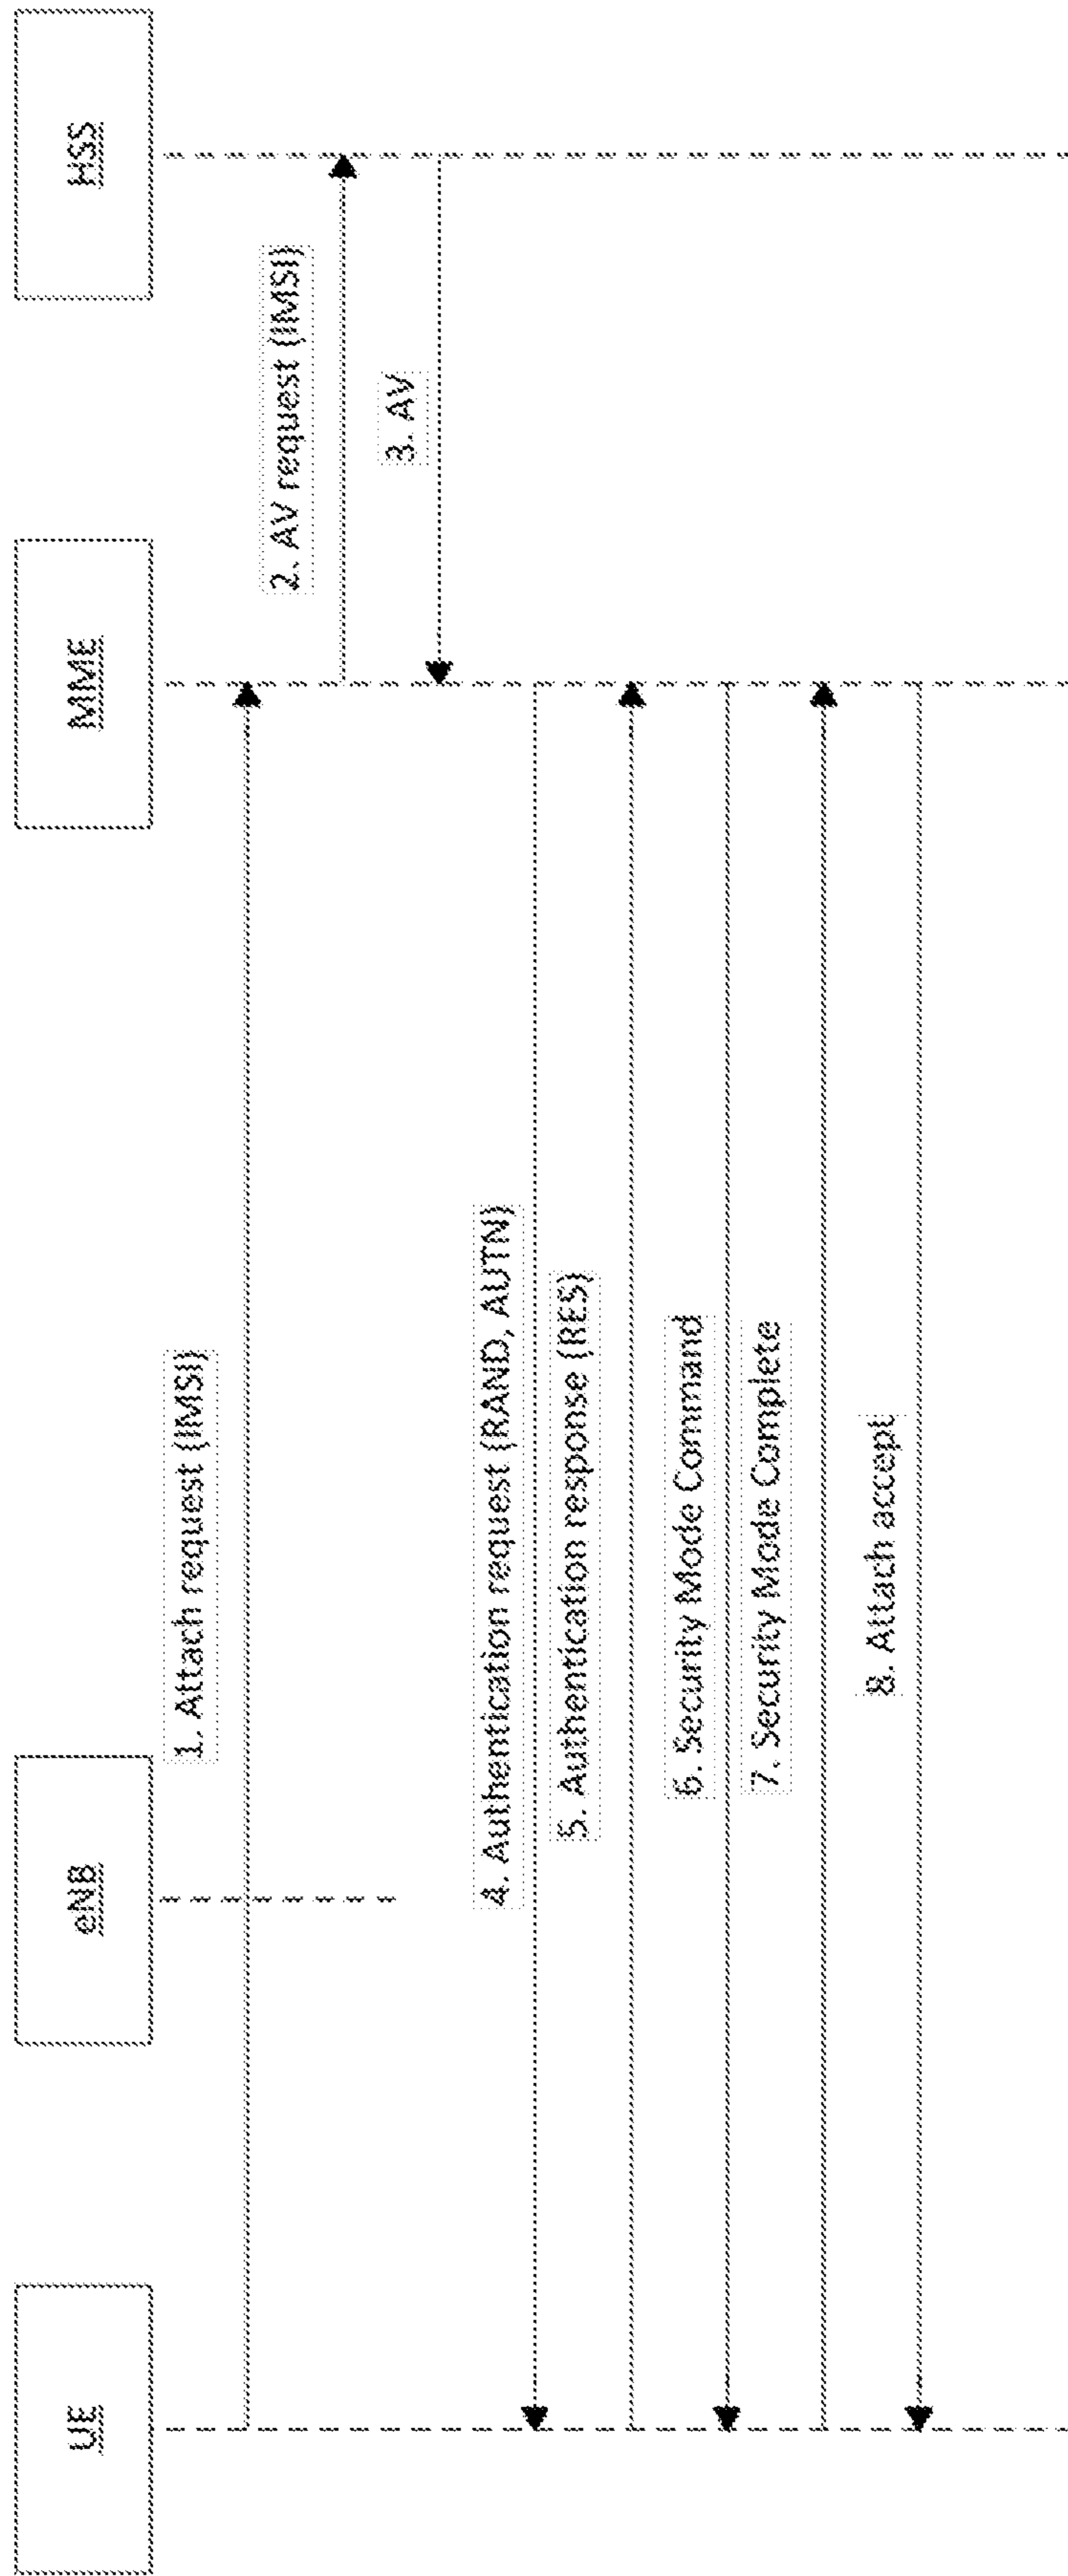 UE
eNB
MME
HSS
1. Attach request (IMSI)
2. AV request (IMSI)
3. AV
4. Authentication request (RAND, AUTN)
5. Authentication response (RES)
6. Security Mode Command
7. Security Mode Complete
8. Attach accept